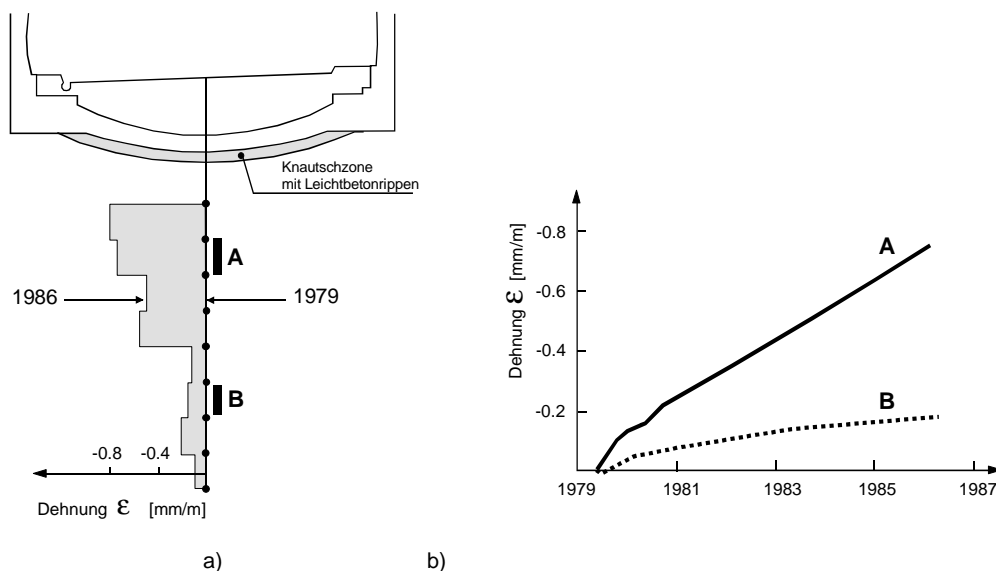 Knautschzone
mit Leichtbetonrippen
A
1986
1979
B
-0.8 -0.4
Dehnung ε [mm/m]
a)
Dehnung ε [mm/m]
-0.8
-0.6
-0.4
-0.2
A
B
1979 1981 1983 1985 1987
b)